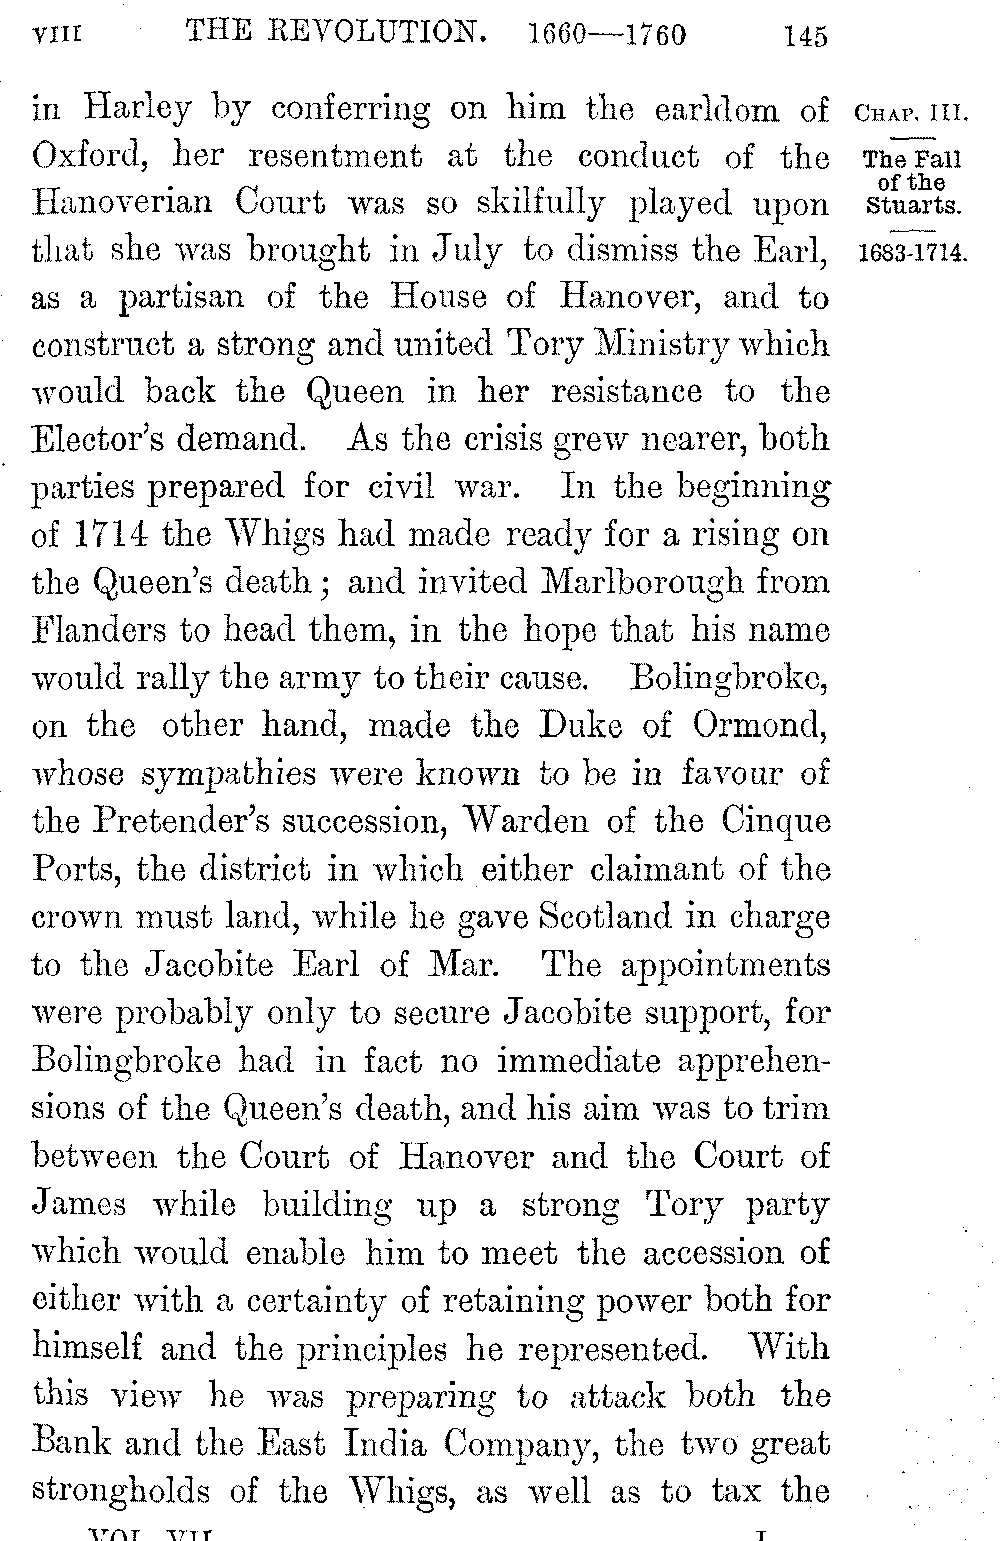 VIII THE REVOLUTION. 1660—1760 145
in Harley by conferring on him the earldom of
Oxford, her resentment at the conduct of the
Hanoverian Court was so skilfully played upon
that she was brought in July to dismiss the Earl,
as a partisan of the House of Hanover, and to
construct a strong and united Tory Ministry which
would back the Queen in her resistance to the
Elector's demand. As the crisis grew nearer, both
parties prepared for civil war. In the beginning
of 1714 the Whigs had made ready for a rising on
the Queen's death; and invited Marlborough from
Flanders to head them, in the hope that his name
would rally the army to their cause. Bolingbroke,
on the other hand, made the Duke of Ormond,
whose sympathies were known to be in favour of
the Pretender's succession, Warden of the Cinque
Ports, the district in which either claimant of the
crown must land, while he gave Scotland in charge
to the Jacobite Earl of Mar. The appointments
were probably only to secure Jacobite support, for
Bolingbroke had in fact no immediate apprehen-
sions of the Queen's death, and his aim was to trim
between the Court of Hanover and the Court of
James while building up a strong Tory party
which would enable him to meet the accession of
either with a certainty of retaining power both for
himself and the principles he represented. With
this view he was preparing to attack both the
Bank and the East India Company, the two great
strongholds of the Whigs, as well as to tax the
CHAP. III.
The Fall
of the
Stuarts.
1683-1714.
VOL. VII L